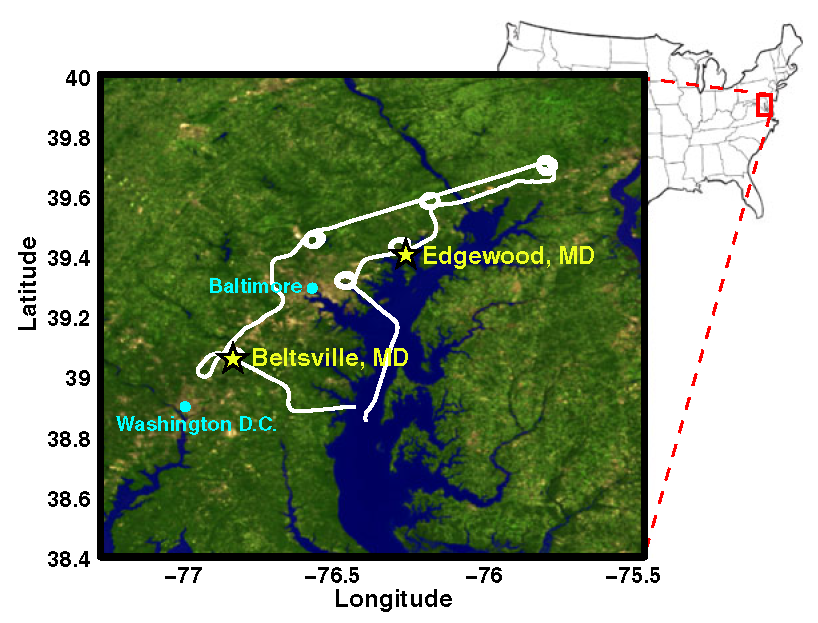 40
39.8
39.6
39.4
39.2
39
38.8
38.6
38.4
Latitude
Edgewood, MD
Baltimore
Beltsville, MD
Washington D.C.
−77
−76.5
−76
−75.5
Longitude